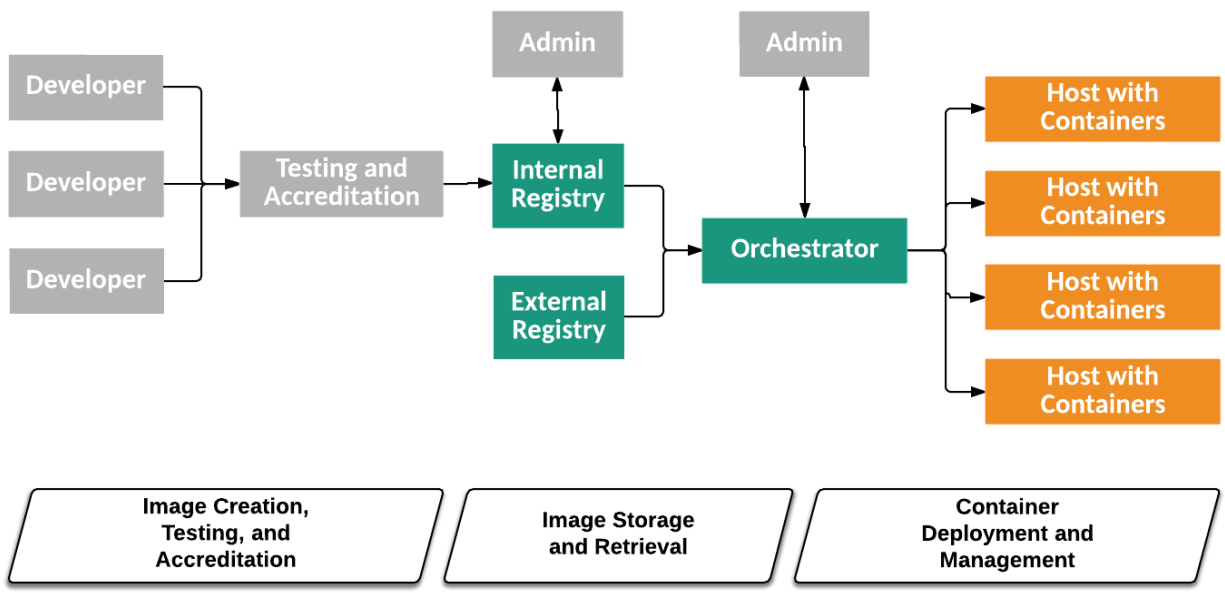 Admin
Admin
Developer
Developer
Developer
Testing and
Accreditation
Internal
Registry
External
Registry
Orchestrator
Host with
Containers
Host with
Containers
Host with
Containers
Host with
Containers
Image Creation,
Testing, and
Accreditation
Image Storage
and Retrieval
Container
Deployment and
Management